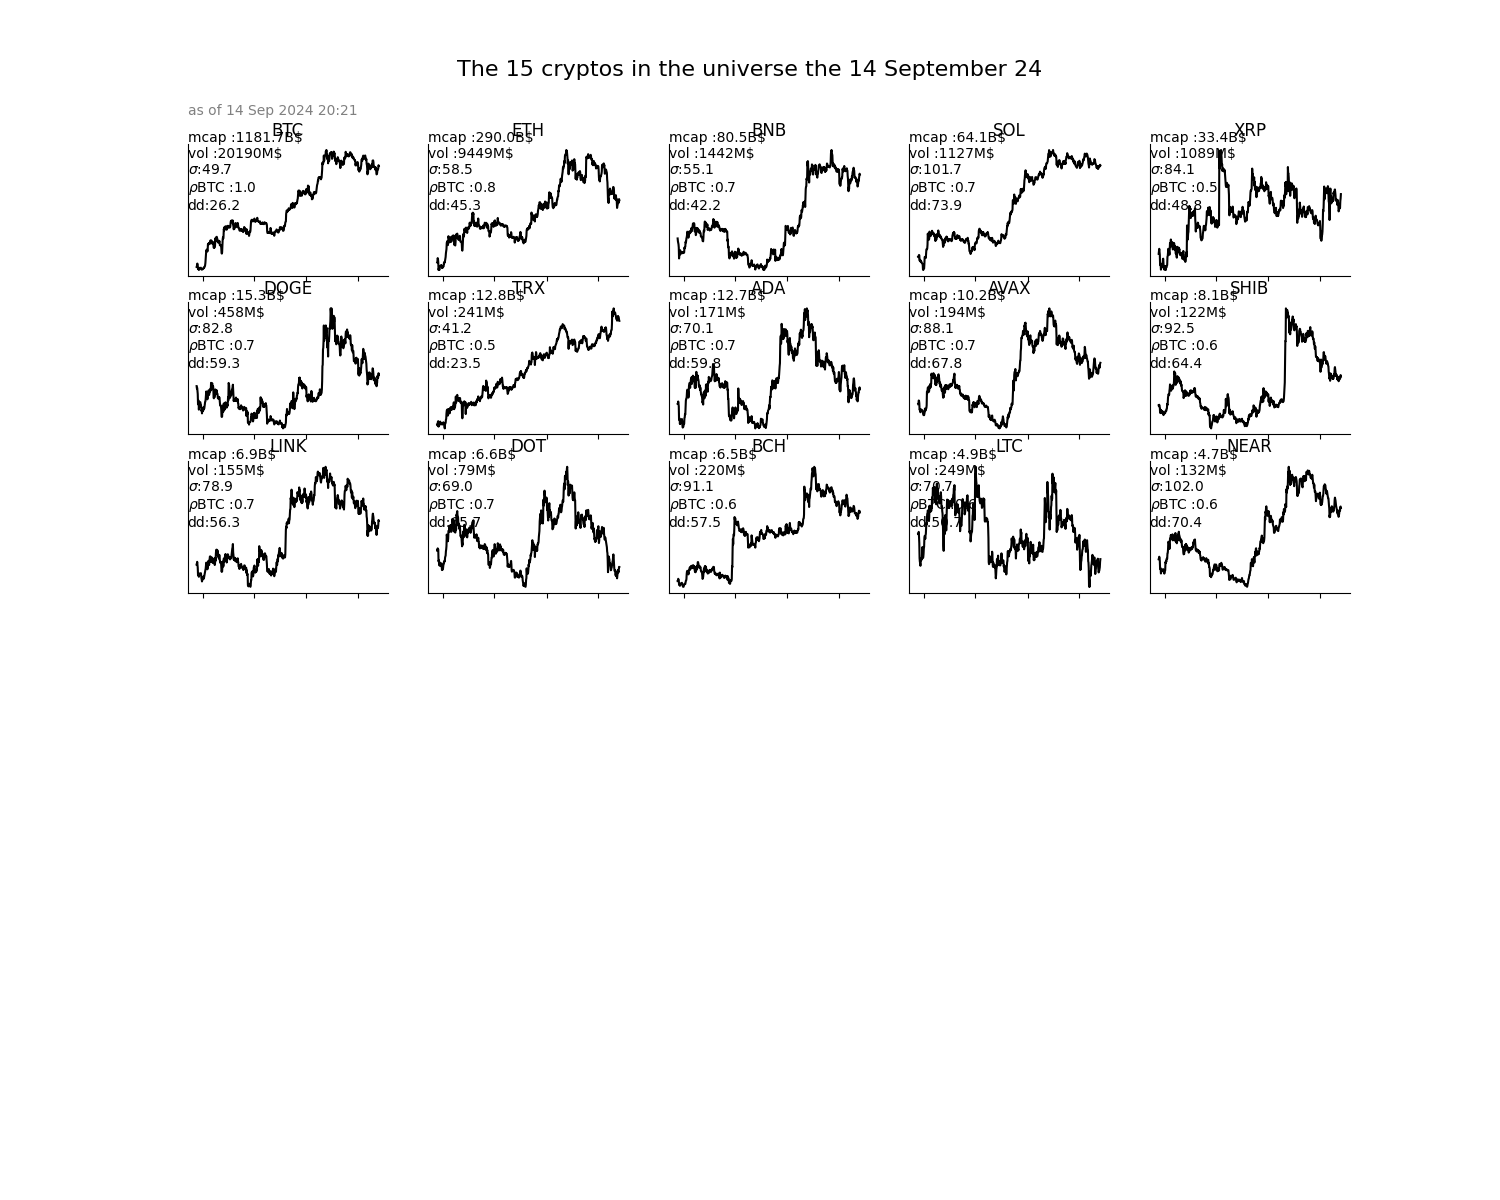 The 15 cryptos in the universe the 14 September 24
as of 14 Sep 2024 20:21
BTC
mcap :1181.7B$
vol :20190M$
σ:49.7
ρBTC :1.0
dd:26.2
ETH
mcap :290.0B$
vol :9449M$
σ:58.5
ρBTC :0.8
dd:45.3
BNB
mcap :80.5B$
vol :1442M$
σ:55.1
ρBTC :0.7
dd:42.2
SOL
mcap :64.1B$
vol :1127M$
σ:101.7
ρBTC :0.7
dd:73.9
XRP
mcap :33.4B$
vol :1089M$
σ:84.1
ρBTC :0.5
dd:48.8
DOGE
mcap :15.3B$
vol :458M$
σ:82.8
ρBTC :0.7
dd:59.3
TRX
mcap :12.8B$
vol :241M$
σ:41.2
ρBTC :0.5
dd:23.5
ADA
mcap :12.7B$
vol :171M$
σ:70.1
ρBTC :0.7
dd:59.8
AVAX
mcap :10.2B$
vol :194M$
σ:88.1
ρBTC :0.7
dd:67.8
SHIB
mcap :8.1B$
vol :122M$
σ:92.5
ρBTC :0.6
dd:64.4
LINK
mcap :6.9B$
vol :155M$
σ:78.9
ρBTC :0.7
dd:56.3
DOT
mcap :6.6B$
vol :79M$
σ:69.0
ρBTC :0.7
BCH
mcap :6.5B$
vol :220M$
σ:91.1
ρBTC :0.6
dd:57.5
LTC
mcap :4.9B$
vol :249M$
ρBTC
NEAR
mcap :4.7B$
vol :132M$
σ:102.0
ρBTC :0.6
dd:70.4